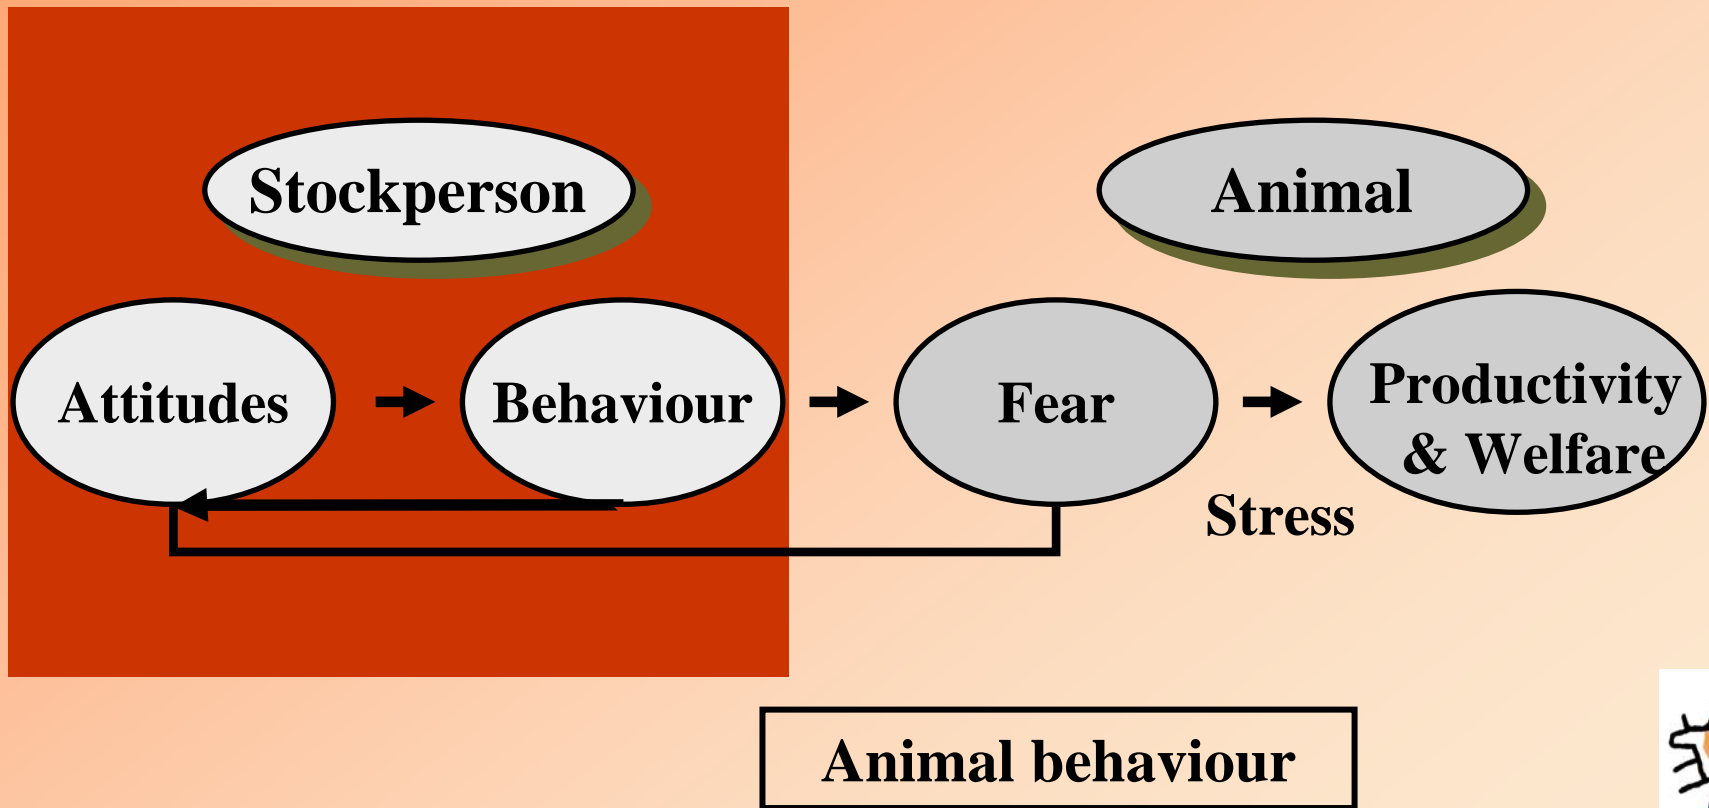 Stockperson
Animal
Attitudes
Behaviour
Fear
Productivity
& Welfare
Stress
Animal behaviour